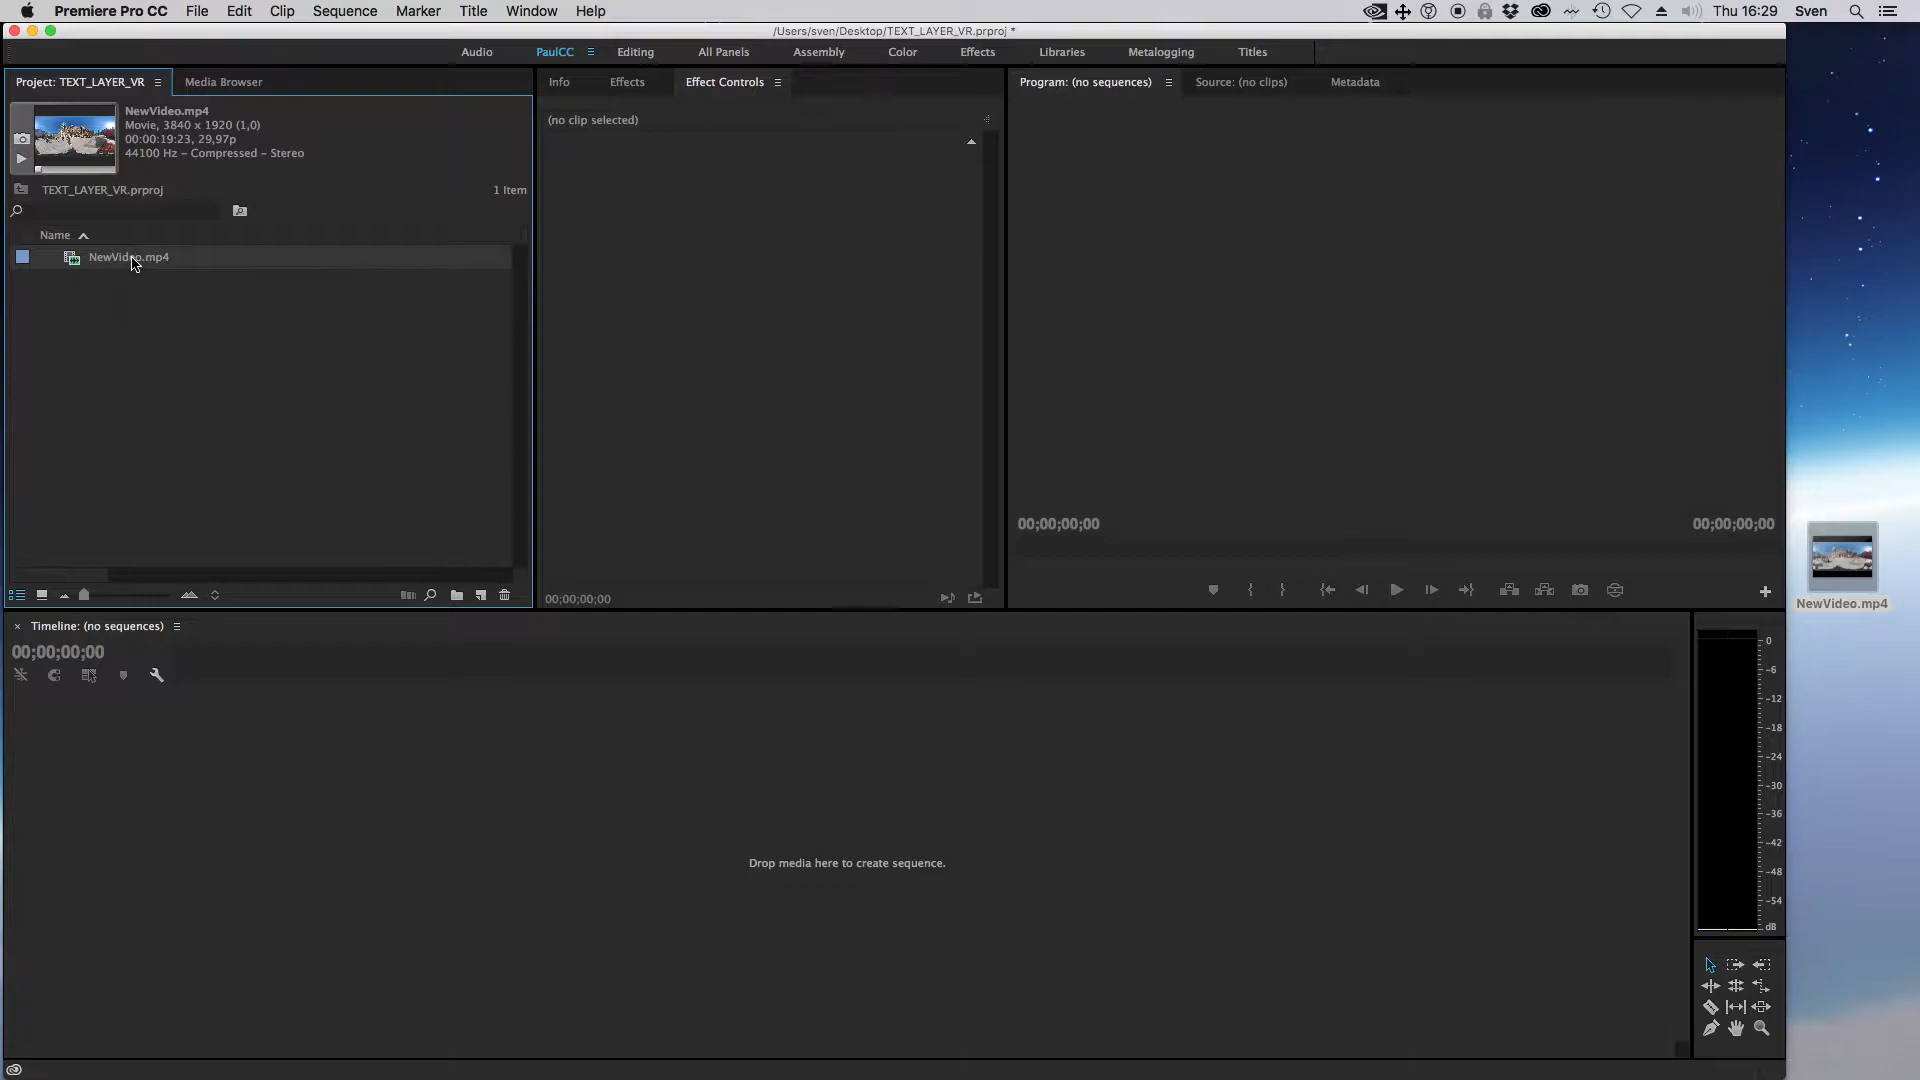 Premiere Pro CC File Edit Clip Sequence Marker Title Window Help Thu 16:29 Sven
/Users/sven/Desktop/TEXT_LAYER_VR.prproj *
Audio PaulCC Editing All Panels Assembly Color Effects Libraries Metalogging Titles
Project: TEXT_LAYER_VR Media Browser
NewVideo.mp4
Movie, 3840 x 1920 (1,0)
00:00:19:23, 29,97p
44100 Hz – Compressed – Stereo
TEXT_LAYER_VR.prproj 1 Item
Name
NewVideo.mp4
Info Effects Effect Controls
(no clip selected)
00;00;00;00
Program: (no sequences) Source: (no clips) Metadata
00;00;00;00 00;00;00;00
NewVideo.mp4
Timeline: (no sequences)
00;00;00;00
Drop media here to create sequence.
0
-6
-12
-18
-24
-30
-36
-42
-48
-54
dB